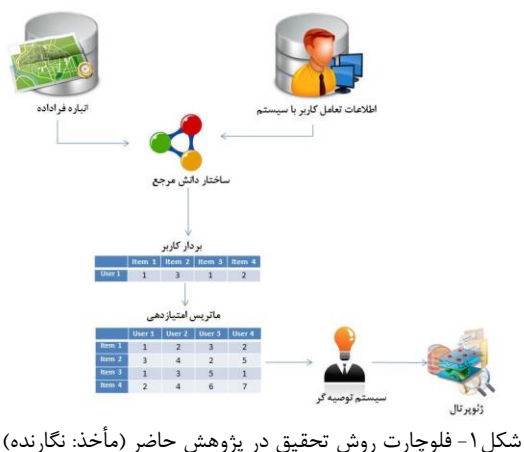 انباره فراداده
اطلاعات تعامل کاربر با سیستم
ساختار دانش مرجع
بردار کاربر
Item 1 Item 2 Item 3 Item 4
User 1 1 3 1 2
ماتریس امتیازدهی
User 1 User 2 User 3 User 4
Item 1 1 2 3 2
Item 2 3 4 2 5
Item 3 1 3 5 1
Item 4 2 4 6 7
سیستم توصیه گر
ژئوپرتال
شکل۱- فلوچارت روش تحقیق در پژوهش حاضر (مأخذ: نگارنده)